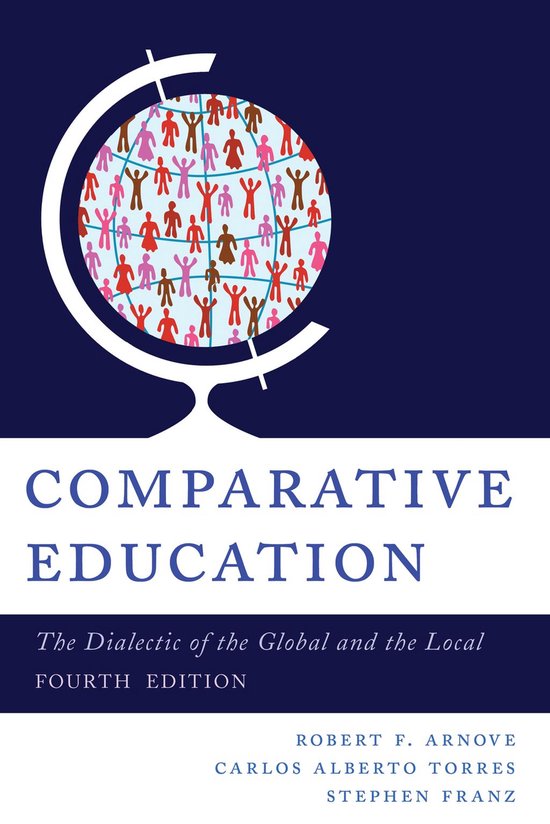 COMPARATIVE
EDUCATION
The Dialectic of the Global and the Local
FOURTH EDITION
ROBERT F. ARNOVE
CARLOS ALBERTO TORRES
STEPHEN FRANZ